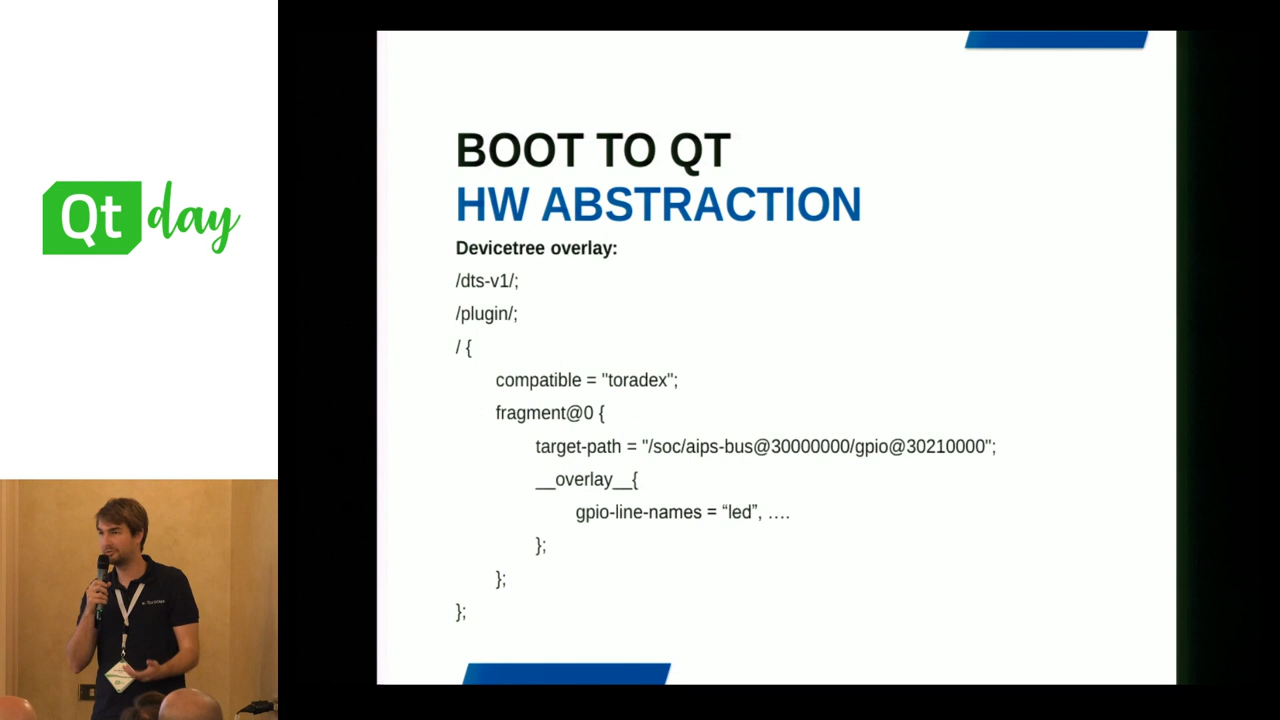 Qt day
BOOT TO QT
HW ABSTRACTION
Devicetree overlay:
/dts-v1/;
/plugin/;
/ {
compatible = "toradex";
fragment@0 {
target-path = "/soc/aips-bus@30000000/gpio@30210000";
__overlay__{
gpio-line-names = “led”, ….
};
};
};